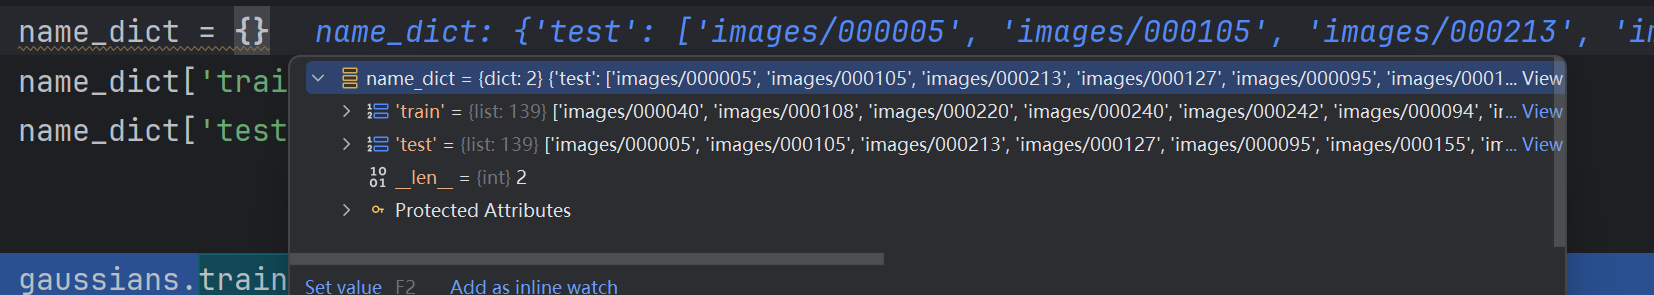 name_dict = {}   name_dict: {'test': ['images/000005', 'images/000105', 'images/000213', 'im
name_dict = {dict: 2} {'test': ['images/000005', 'images/000105', 'images/000213', 'images/000127', 'images/000095', 'images/0001... View
name_dict['trai
'train' = {list: 139} ['images/000040', 'images/000108', 'images/000220', 'images/000240', 'images/000242', 'images/000094', 'ir... View
name_dict['test'
'test' = {list: 139} ['images/000005', 'images/000105', 'images/000213', 'images/000127', 'images/000095', 'images/000155', 'im... View
__len__ = {int} 2
Protected Attributes
gaussians.train
Set value F2 Add as inline watch